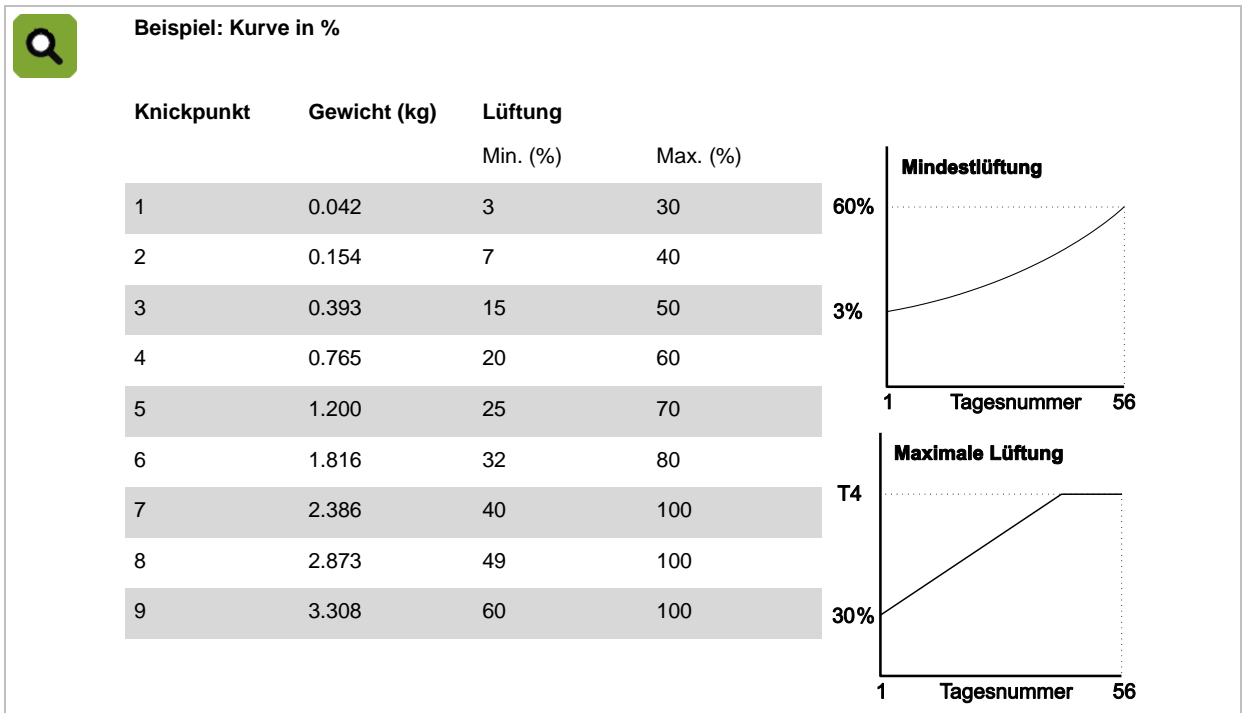 Beispiel: Kurve in %
Knickpunkt Gewicht (kg) Lüftung
Min. (%) Max. (%)
1 0.042 3 30
2 0.154 7 40
3 0.393 15 50
4 0.765 20 60
5 1.200 25 70
6 1.816 32 80
7 2.386 40 100
8 2.873 49 100
9 3.308 60 100
Mindestlüftung
60%
3%
1 Tagesnummer 56
Maximale Lüftung
T4
30%
1 Tagesnummer 56